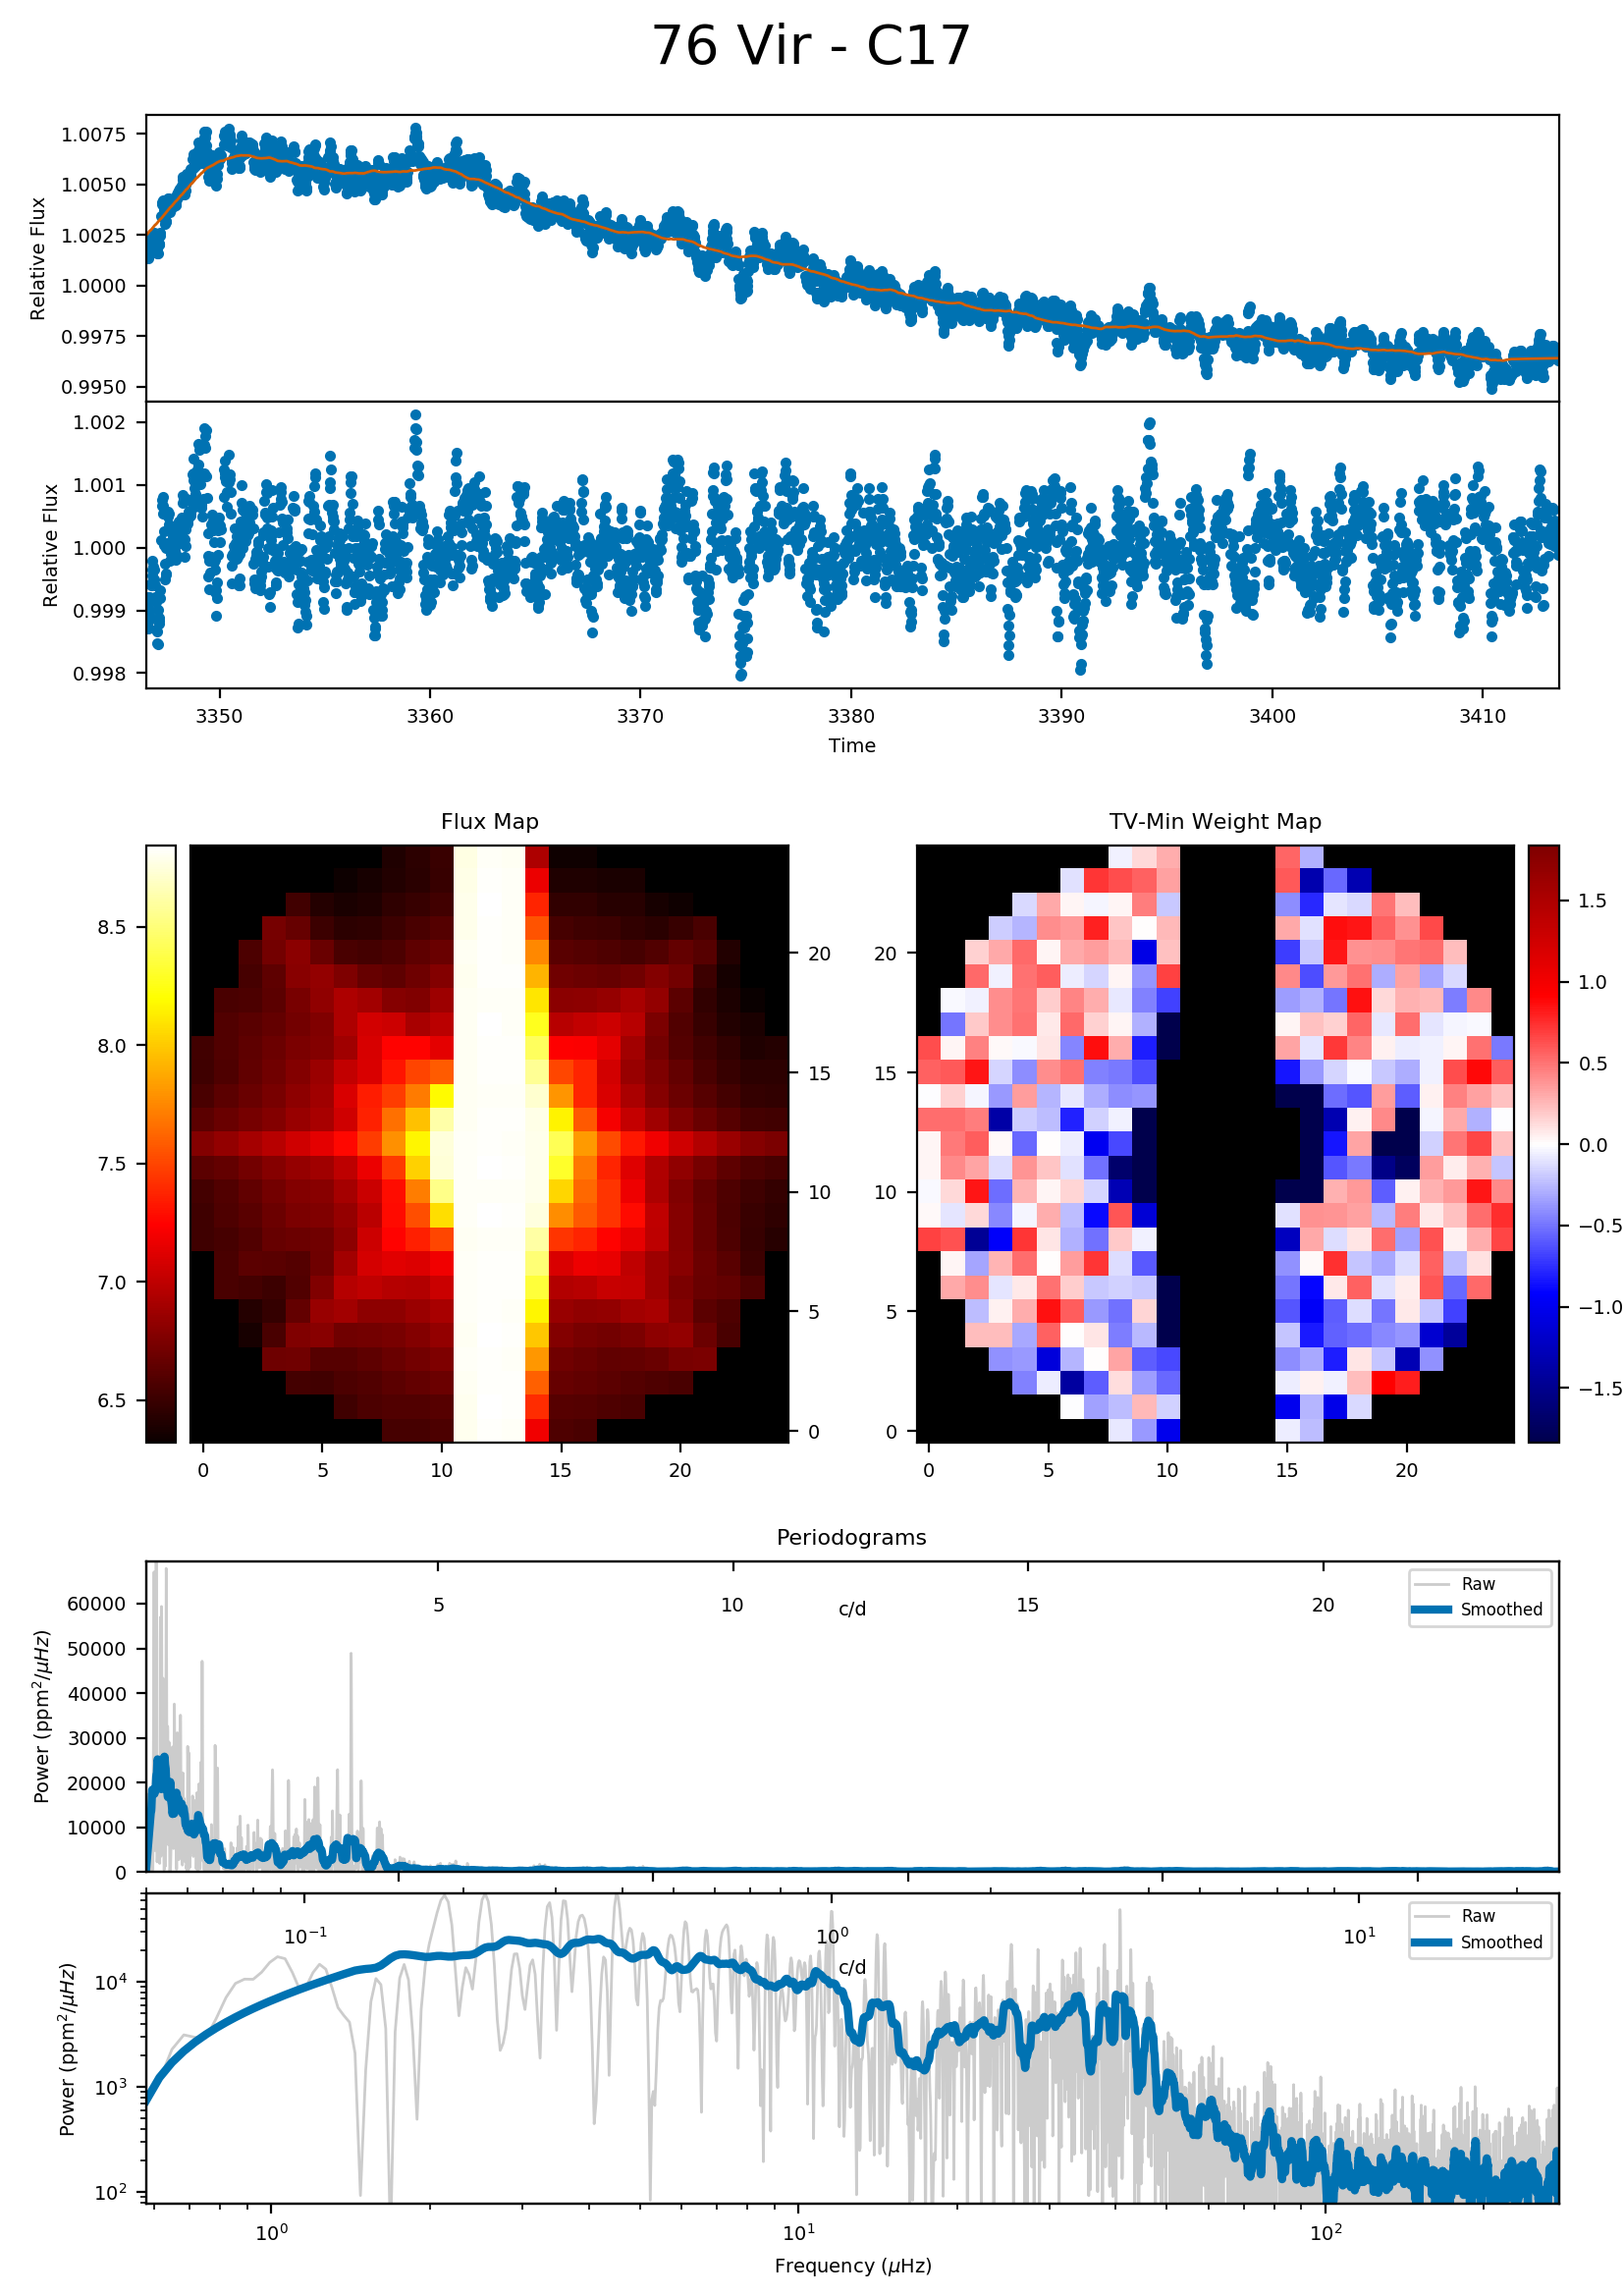 76 Vir - C17
1.0075
1.0050
1.0025
1.0000
0.9975
0.9950
Relative Flux
1.002
1.001
1.000
0.999
0.998
Relative Flux
3350 3360 3370 3380 3390 3400 3410
Time
Flux Map
8.5
8.0
7.5
7.0
6.5
20
15
10
5
0
0 5 10 15 20
TV-Min Weight Map
20
15
10
5
0
0 5 10 15 20
1.5
1.0
0.5
0.0
−0.5
−1.0
−1.5
Periodograms
60000
50000
40000
30000
20000
10000
0
Power (ppm²/μHz)
5 10 15 20
c/d
Raw
Smoothed
10⁻¹ 10⁰ 10¹
c/d
Raw
Smoothed
10⁴
10³
10²
Power (ppm²/μHz)
10⁰ 10¹ 10²
Frequency (μHz)